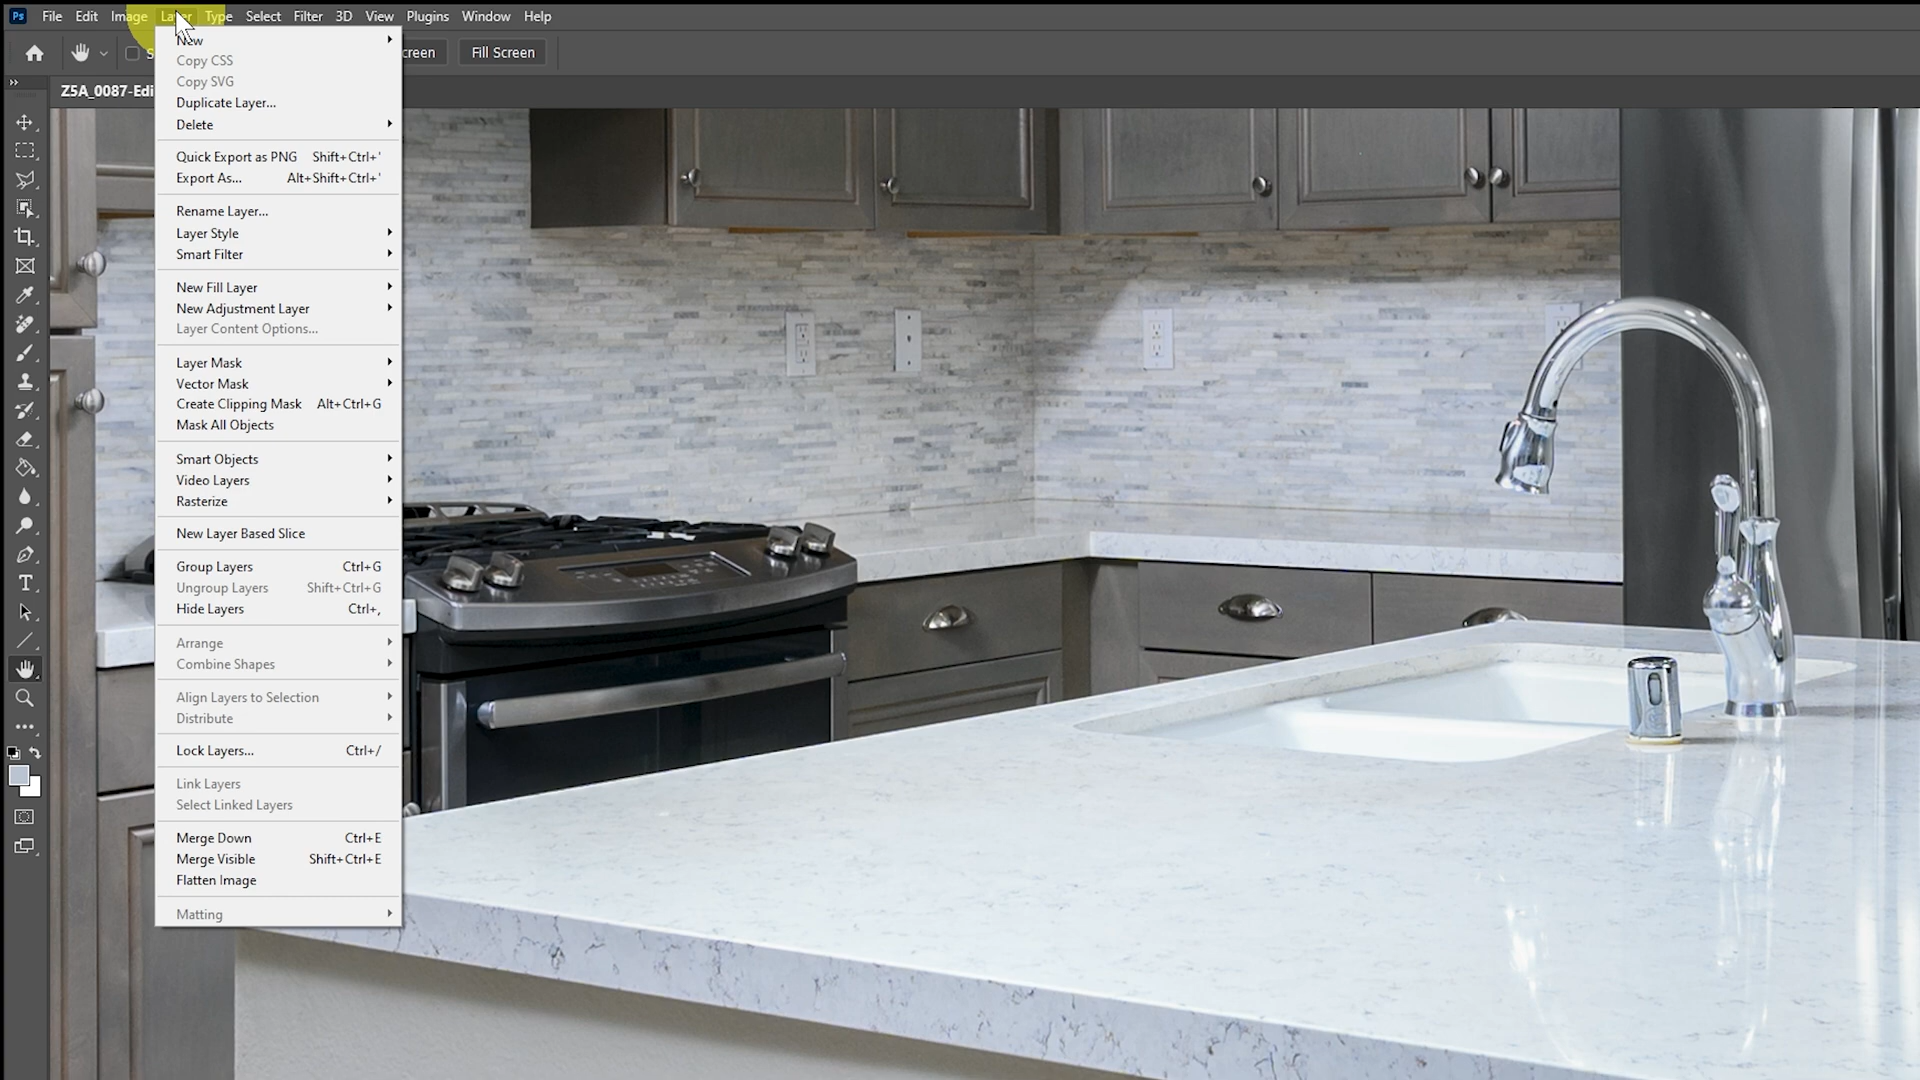 Ps File Edit Image Layer Type Select Filter 3D View Plugins Window Help
Fill Screen
Z5A_0087-Edi
New
Copy CSS
Copy SVG
Duplicate Layer...
Delete
Quick Export as PNG Shift+Ctrl+'
Export As... Alt+Shift+Ctrl+'
Rename Layer...
Layer Style
Smart Filter
New Fill Layer
New Adjustment Layer
Layer Content Options...
Layer Mask
Vector Mask
Create Clipping Mask Alt+Ctrl+G
Mask All Objects
Smart Objects
Video Layers
Rasterize
New Layer Based Slice
Group Layers Ctrl+G
Ungroup Layers Shift+Ctrl+G
Hide Layers Ctrl+,
Arrange
Combine Shapes
Align Layers to Selection
Distribute
Lock Layers... Ctrl+/
Link Layers
Select Linked Layers
Merge Down Ctrl+E
Merge Visible Shift+Ctrl+E
Flatten Image
Matting